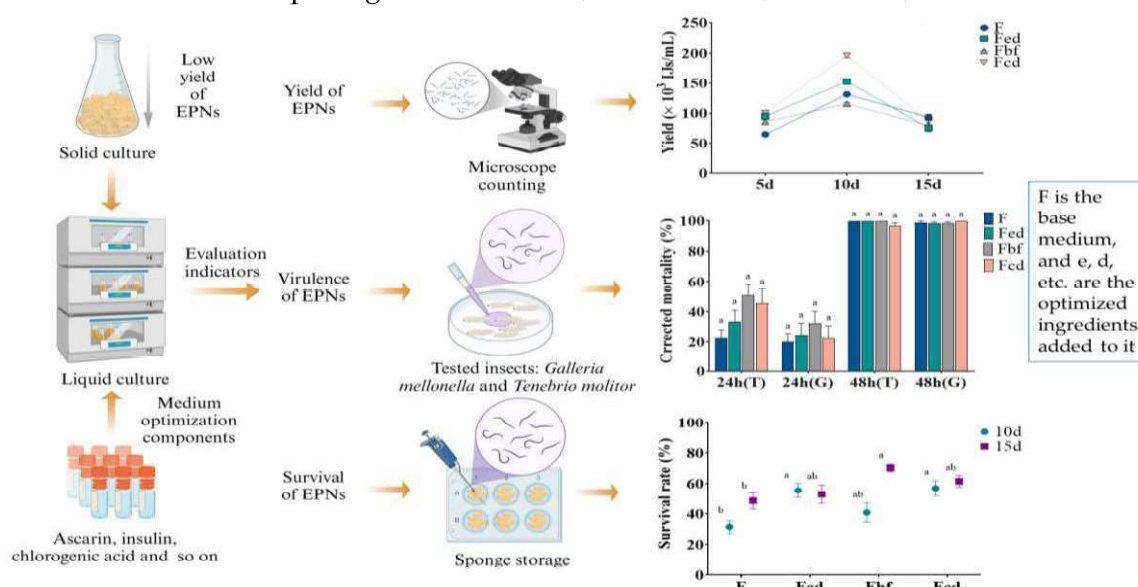 Low
yield
of
EPNs
Solid culture
Evaluation
indicators
Liquid culture
Medium
optimization
components
Ascarin, insulin,
chlorogenic acid and so on
Yield of
EPNs
Microscope
counting
Virulence
of EPNs
Tested insects: Galleria
mellonella and Tenebrio molitor
Survival
of EPNs
Sponge storage
Yield (× 10³ IJs/mL)
250
200
150
100
50
0
5d 10d 15d
F
Fed
Fbf
Fcd
Crrected mortality (%)
100
80
60
40
20
0
a a a a a a a a a a a a a a a a
24h(T) 24h(G) 48h(T) 48h(G)
F
Fed
Fbf
Fcd
F is the
base
medium,
and e, d,
etc. are the
optimized
ingredients
added to it
Survival rate (%)
100
80
60
40
20
0
b b a ab ab a a ab
10d
15d